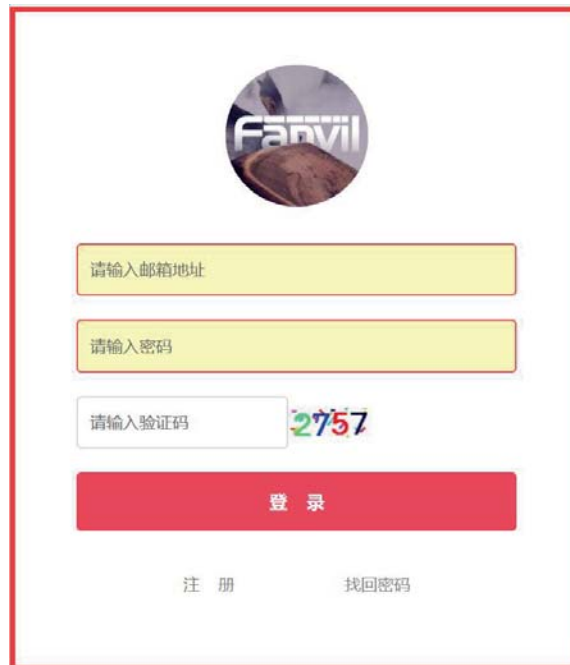 Fanvil
请输入邮箱地址
请输入密码
请输入验证码 2757
登 录
注 册 找回密码